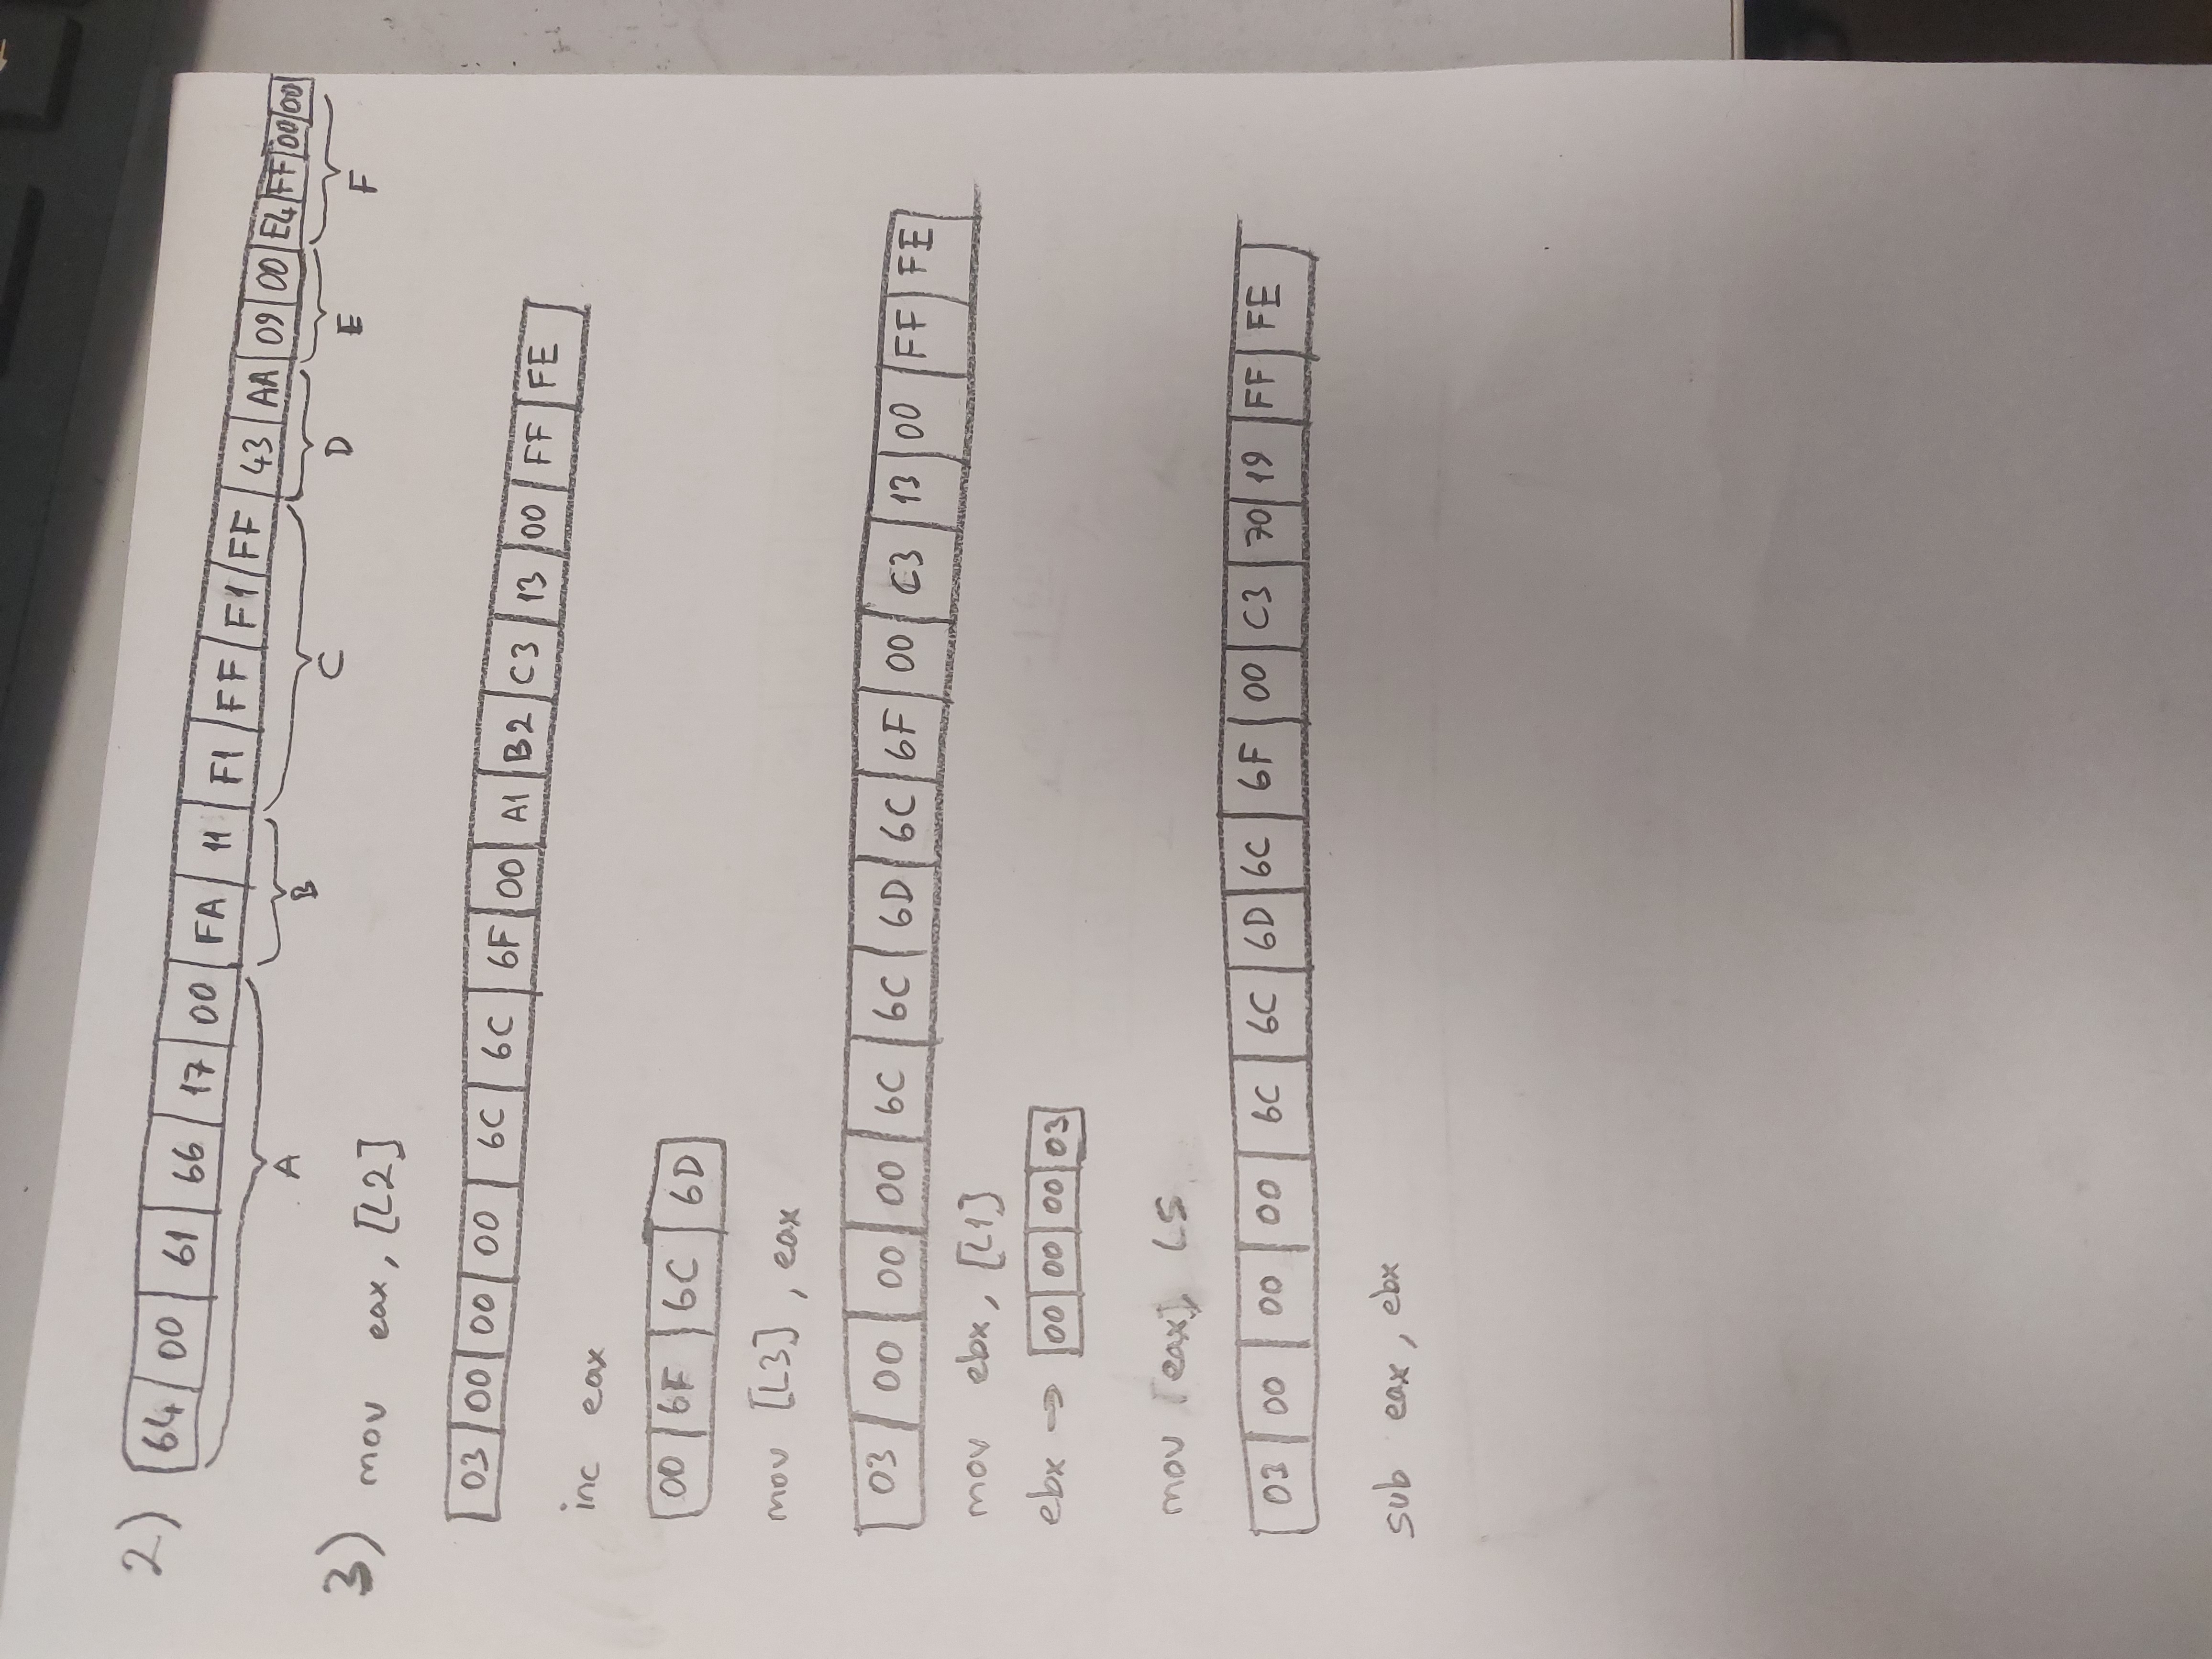 2) 64 00 61 66 17 00 FA 11 F1 FF F1 FF 43 AA 09 00 E4 FF 00 00
A B C D E F
3) mov eax, [L2]
03 00 00 00 6C 6C 6F 00 A1 B2 C3 13 00 FF FE
inc eax
00 6F 6C 6D
mov [L3], eax
03 00 00 00 6C 6C 6D 6C 6F 00 C3 13 00 FF FE
mov ebx, [L1]
ebx ⇒ 00 00 00 03
mov [eax], L5
03 00 00 00 6C 6C 6D 6C 6F 00 C3 70 19 FF FE
sub eax, ebx